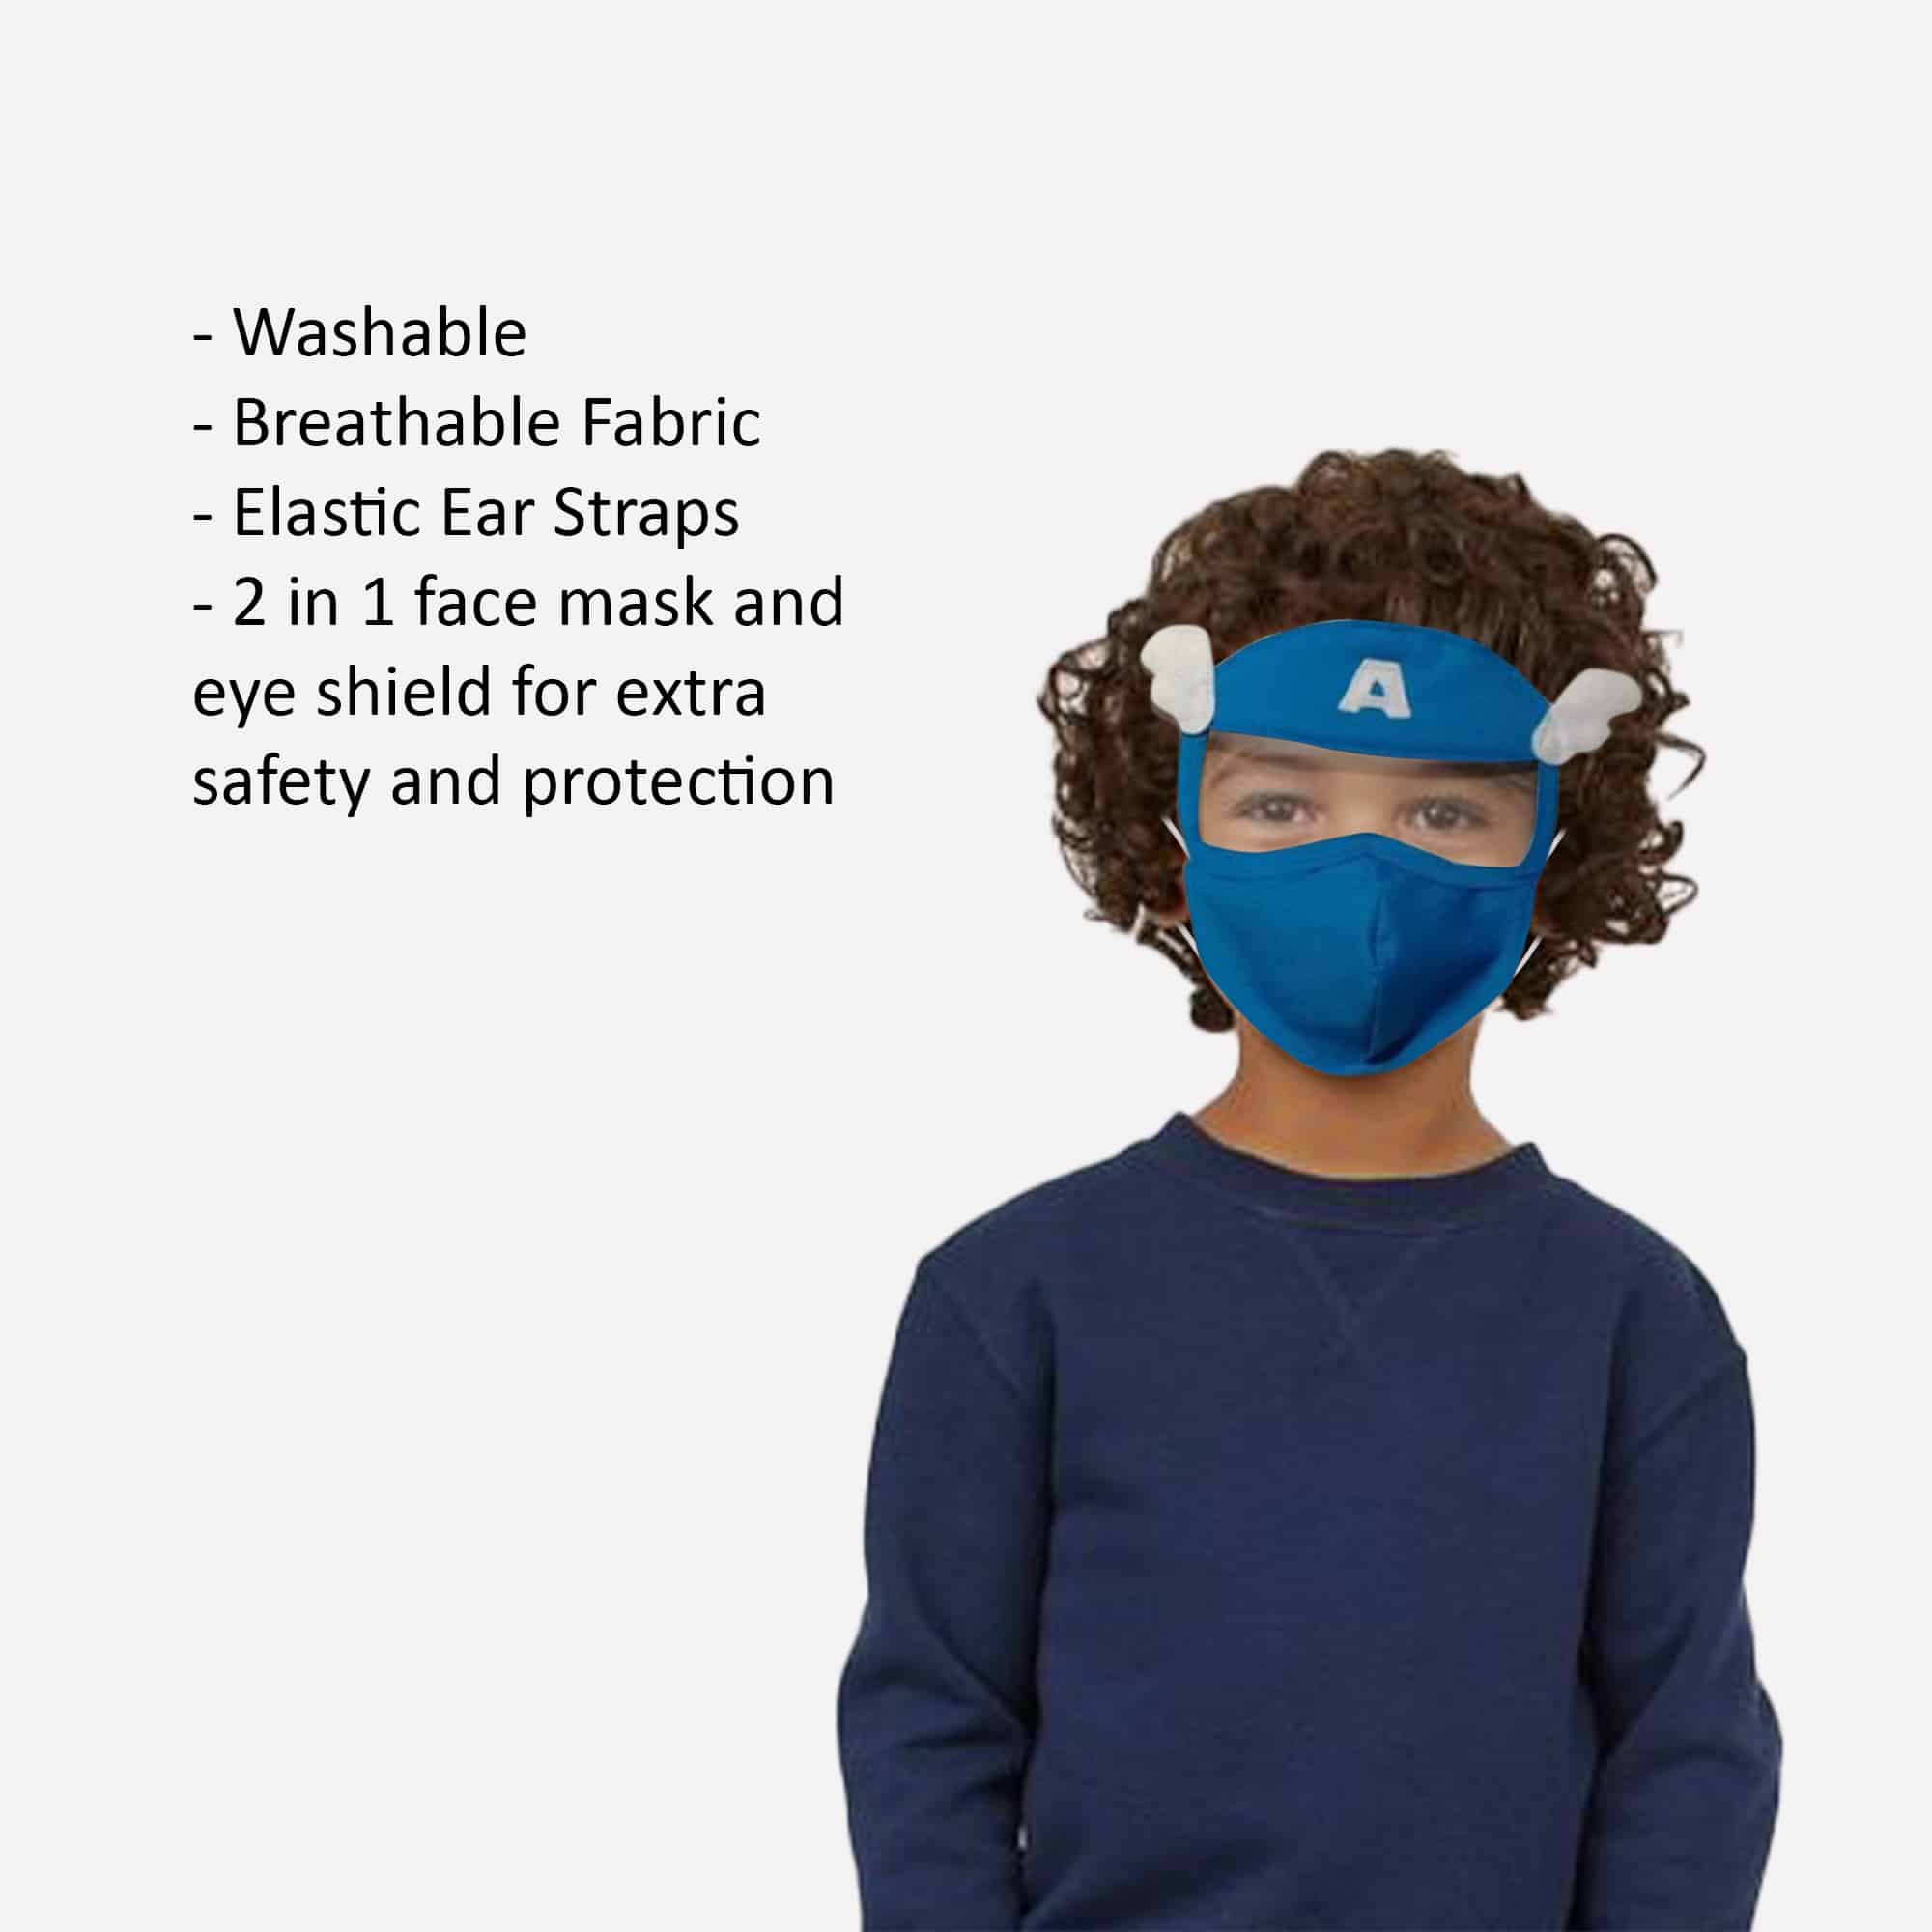 - Washable
- Breathable Fabric
- Elastic Ear Straps
- 2 in 1 face mask and
eye shield for extra
safety and protection
A